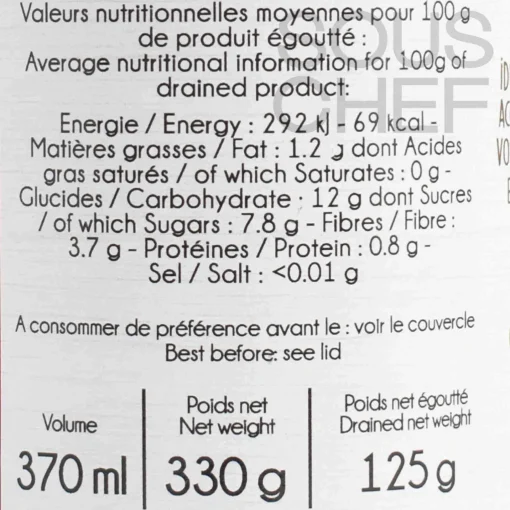 Valeurs nutritionnelles moyennes pour 100 g
de produit égoutté :
Average nutritional information for 100g of
drained product:
Energie / Energy : 292 kJ - 69 kcal -
Matières grasses / Fat : 1.2 g dont Acides
gras saturés / of which Saturates : 0 g -
Glucides / Carbohydrate : 12 g dont Sucres
/ of which Sugars : 7.8 g - Fibres / Fibre :
3.7 g - Protéines / Protein : 0.8 g -
Sel / Salt : <0.01 g
A consommer de préférence avant le : voir le couvercle
Best before: see lid
Volume
370 ml
Poids net
Net weight
330 g
Poids net égoutté
Drained net weight
125 g
SOUS
CHEF